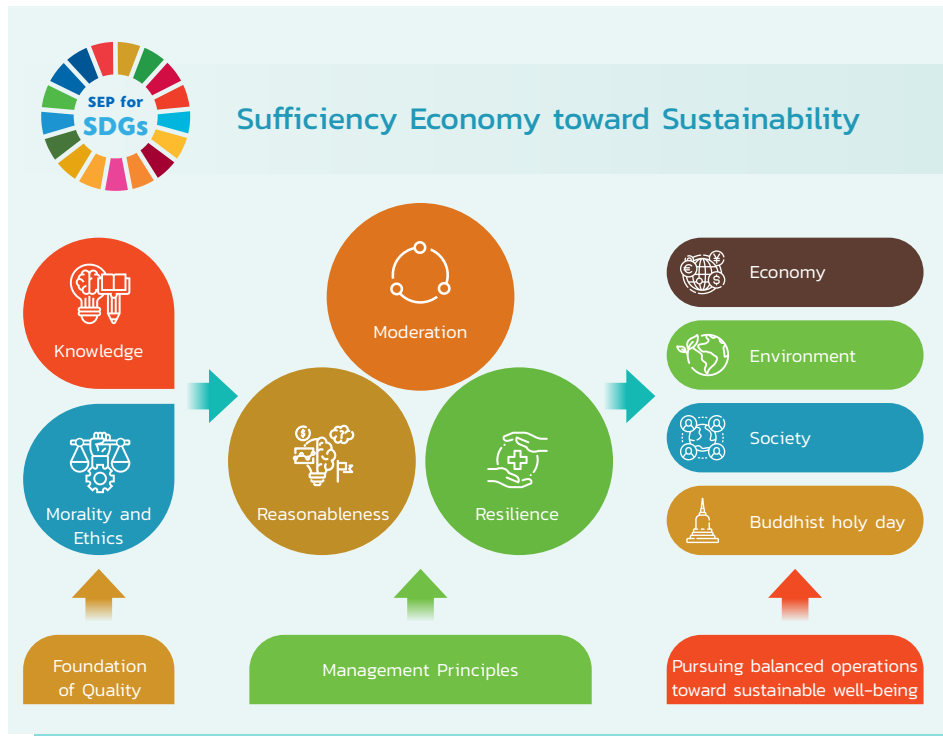 SEP for
SDGs
Sufficiency Economy toward Sustainability
Knowledge
Morality and
Ethics
Foundation
of Quality
Moderation
Reasonableness
Resilience
Management Principles
Economy
Environment
Society
Buddhist holy day
Pursuing balanced operations
toward sustainable well-being